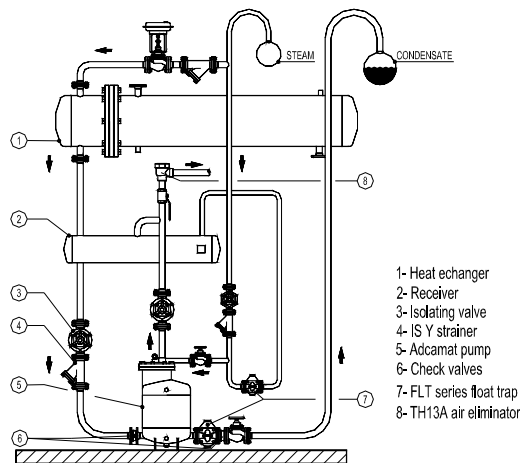 STEAM
CONDENSATE
1
8
2
3
4
5
6
7
1- Heat echanger
2- Receiver
3- Isolating valve
4- IS Y strainer
5- Adcamat pump
6- Check valves
7- FLT series float trap
8- TH13A air eliminator